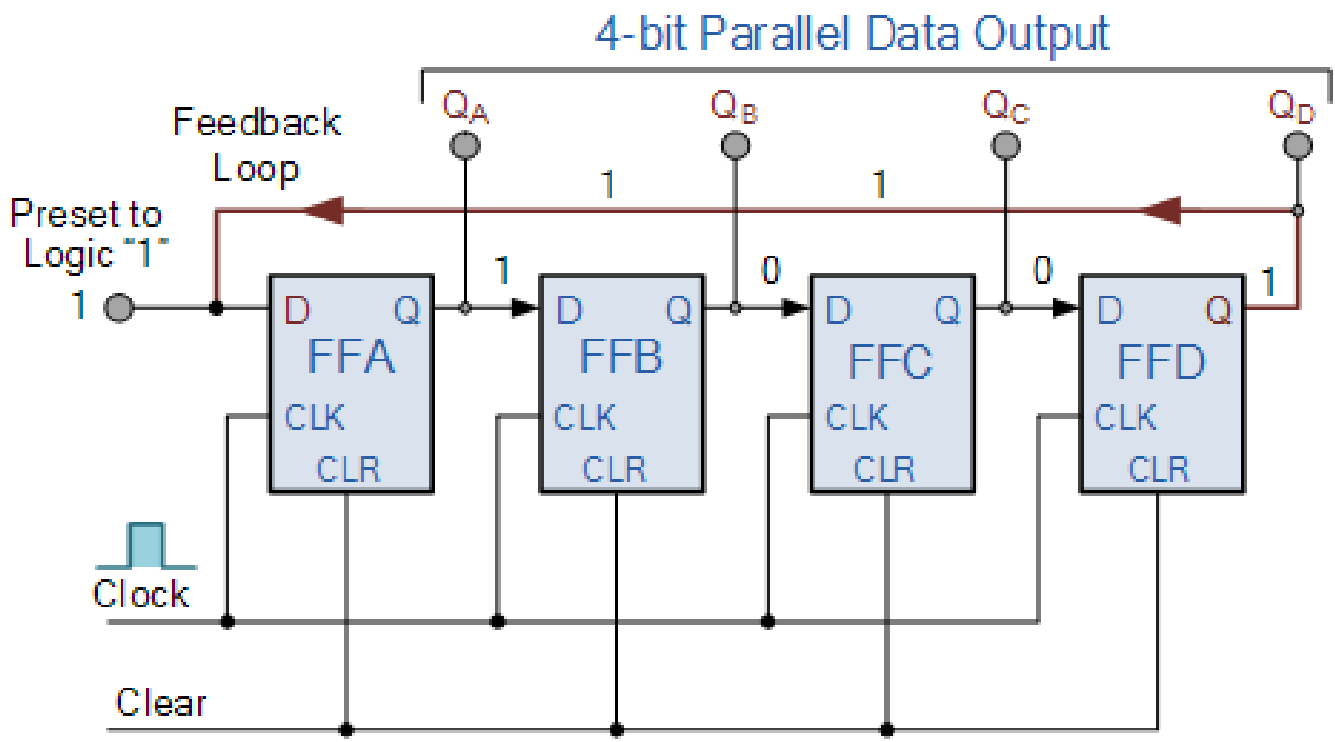 4-bit Parallel Data Output
QA QB QC QD
Feedback
Loop
1 1
Preset to
Logic "1"
1
1 0 0 1
D Q D Q D Q D Q
FFA FFB FFC FFD
CLK CLK CLK CLK
CLR CLR CLR CLR
Clock
Clear